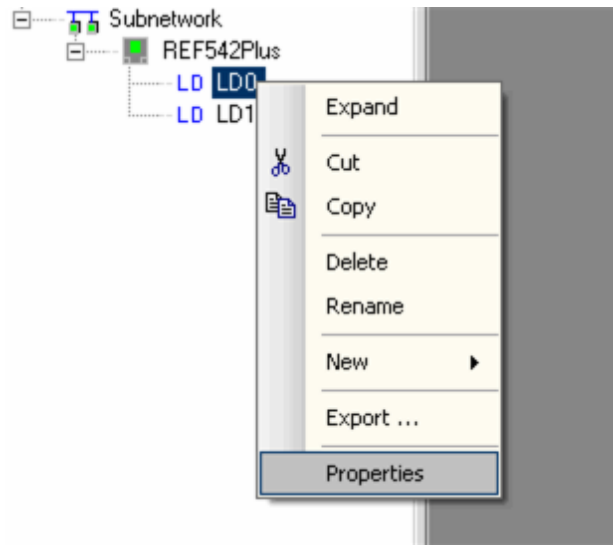 Subnetwork
REF542Plus
LD LD0
LD LD1
Expand
Cut
Copy
Delete
Rename
New
Export ...
Properties